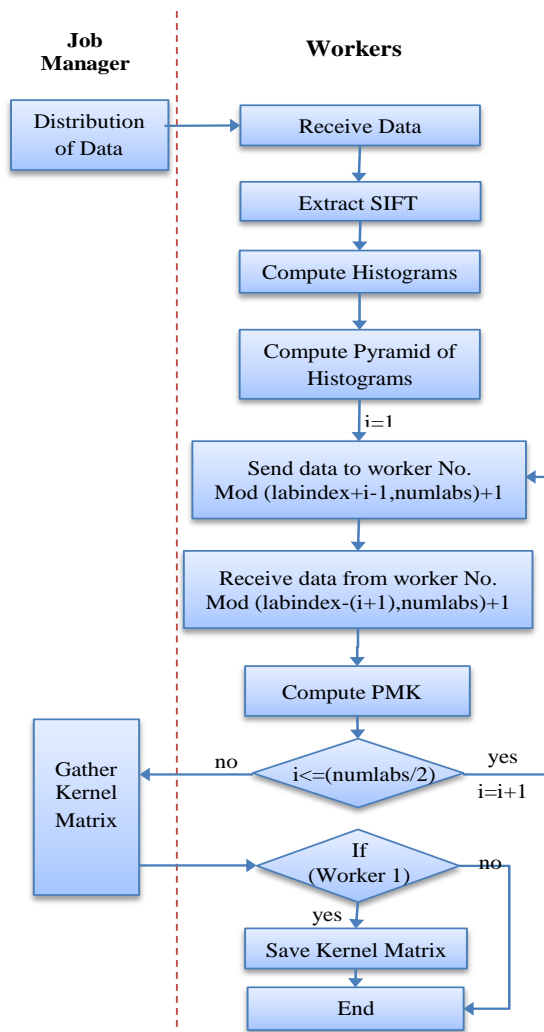 Job
Manager
Workers
Distribution
of Data
Receive Data
Extract SIFT
Compute Histograms
Compute Pyramid of
Histograms
i=1
Send data to worker No.
Mod (labindex+i-1,numlabs)+1
Receive data from worker No.
Mod (labindex-(i+1),numlabs)+1
Compute PMK
i<=(numlabs/2)
no
yes
i=i+1
Gather
Kernel
Matrix
If
(Worker 1)
no
yes
Save Kernel Matrix
End